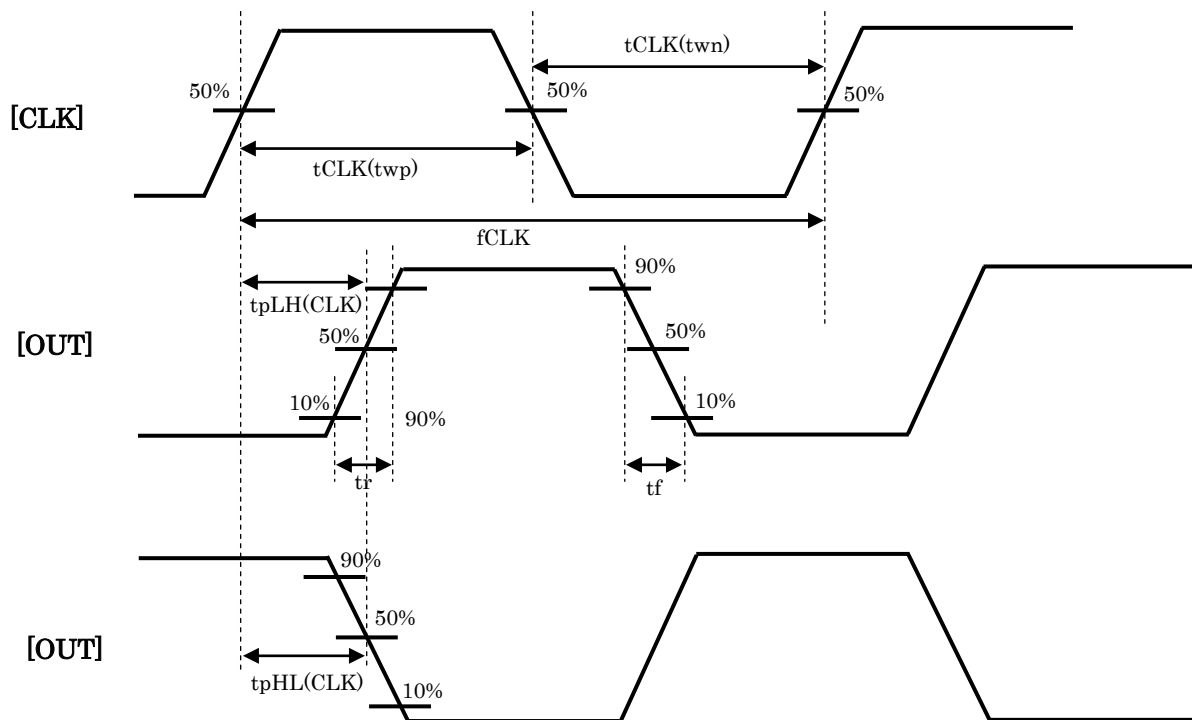 tCLK(twn)
50%
50%
50%
[CLK]
tCLK(twp)
fCLK
90%
tpLH(CLK)
50%
50%
[OUT]
10%
10%
90%
tr
tf
90%
50%
[OUT]
tpHL(CLK)
10%